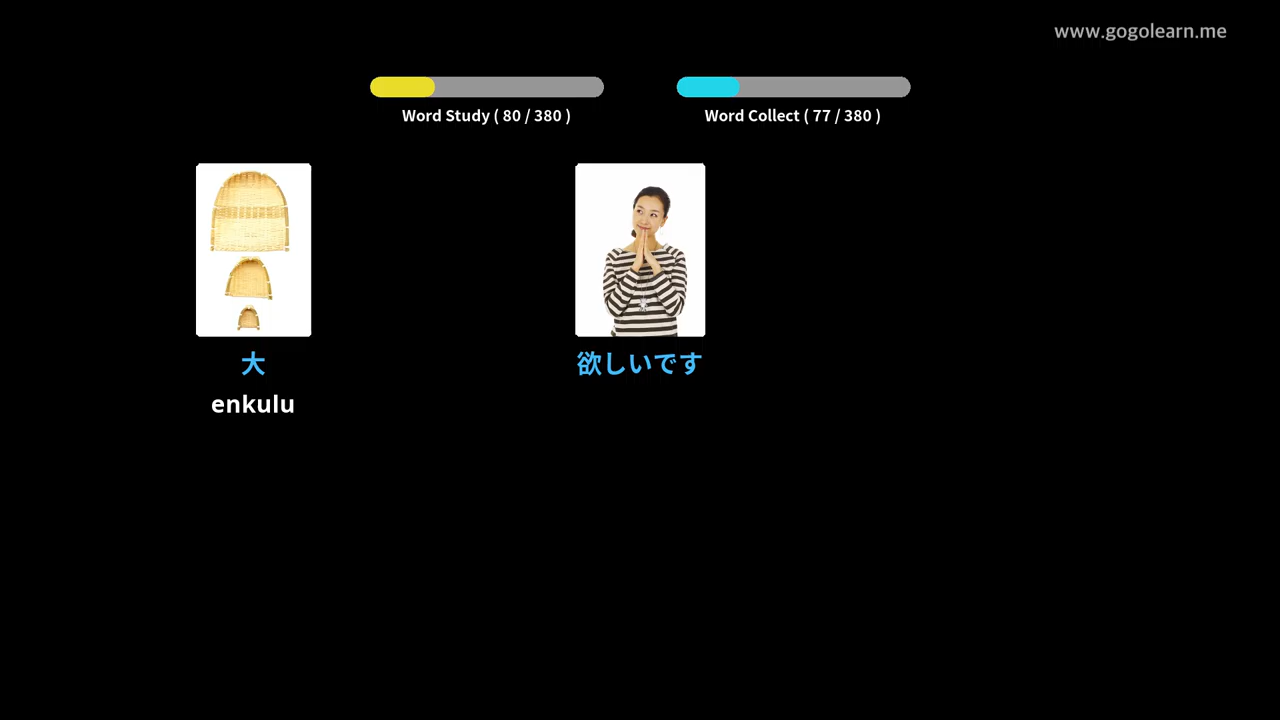 www.gogolearn.me
Word Study ( 80 / 380 )
Word Collect ( 77 / 380 )
大
欲しいです
enkulu